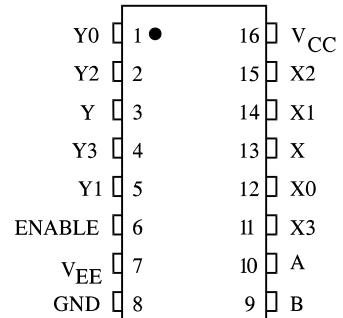 Y0 1 16 VCC
Y2 2 15 X2
Y 3 14 X1
Y3 4 13 X
Y1 5 12 X0
ENABLE 6 11 X3
VEE 7 10 A
GND 8 9 B